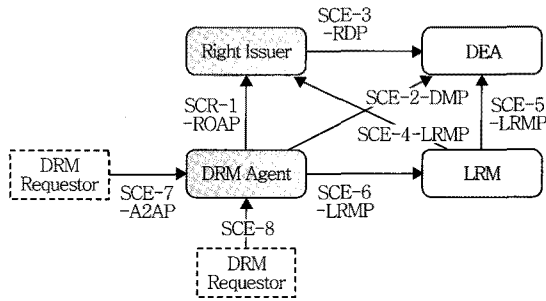 SCE-3
-RDP
Right Issuer
DEA
SCR-1
-ROAP
SCE-2-DMP
SCE-5
-LRMP
SCE-4-LRMP
DRM
Requestor
DRM Agent
LRM
SCE-7
-A2AP
SCE-6
-LRMP
SCE-8
DRM
Requestor